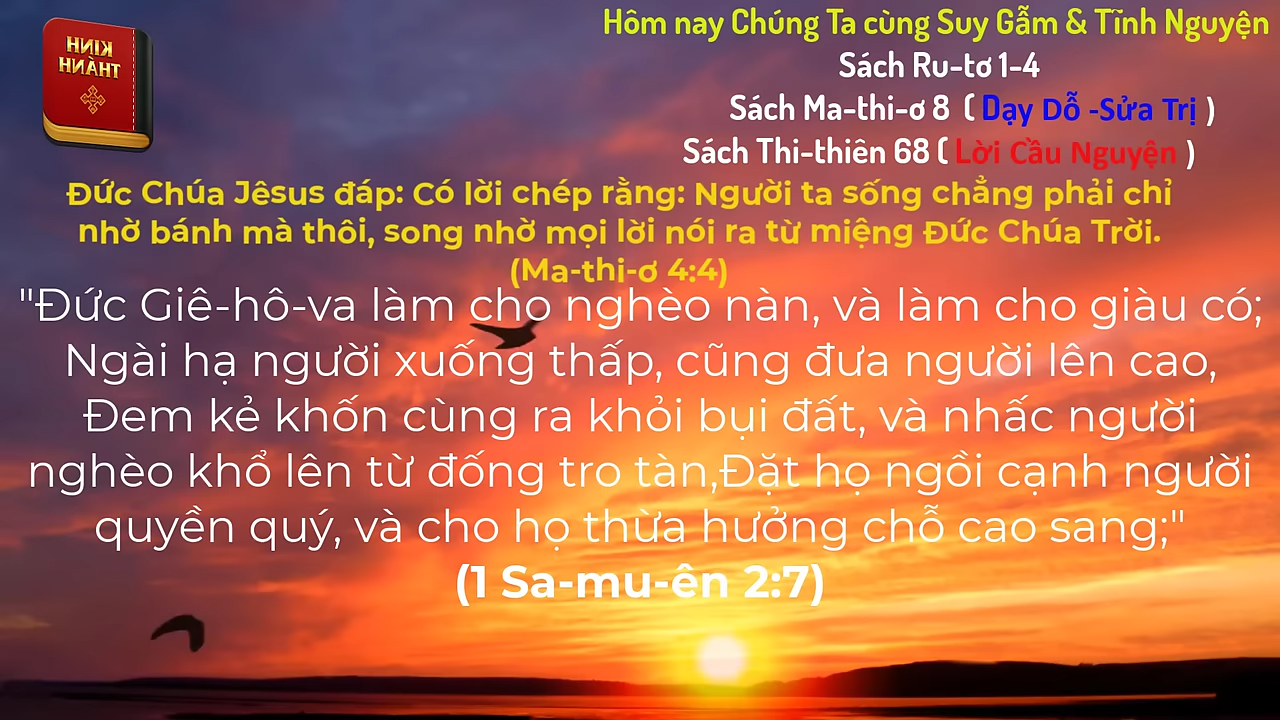 KINH
THÀNH
Hôm nay Chúng Ta cùng Suy Gẫm & Tĩnh Nguyện
Sách Ru-tơ 1-4
Sách Ma-thi-ơ 8 ( Dạy Dỗ -Sửa Trị )
Sách Thi-thiên 68 ( Lời Cầu Nguyện )
Đức Chúa Jêsus đáp: Có lời chép rằng: Người ta sống chẳng phải chỉ
nhờ bánh mà thôi, song nhờ mọi lời nói ra từ miệng Đức Chúa Trời.
(Ma-thi-ơ 4:4)
"Đức Giê-hô-va làm cho nghèo nàn, và làm cho giàu có;
Ngài hạ người xuống thấp, cũng đưa người lên cao,
Đem kẻ khốn cùng ra khỏi bụi đất, và nhấc người
nghèo khổ lên từ đống tro tàn,Đặt họ ngồi cạnh người
quyền quý, và cho họ thừa hưởng chỗ cao sang;"
(1 Sa-mu-ên 2:7)